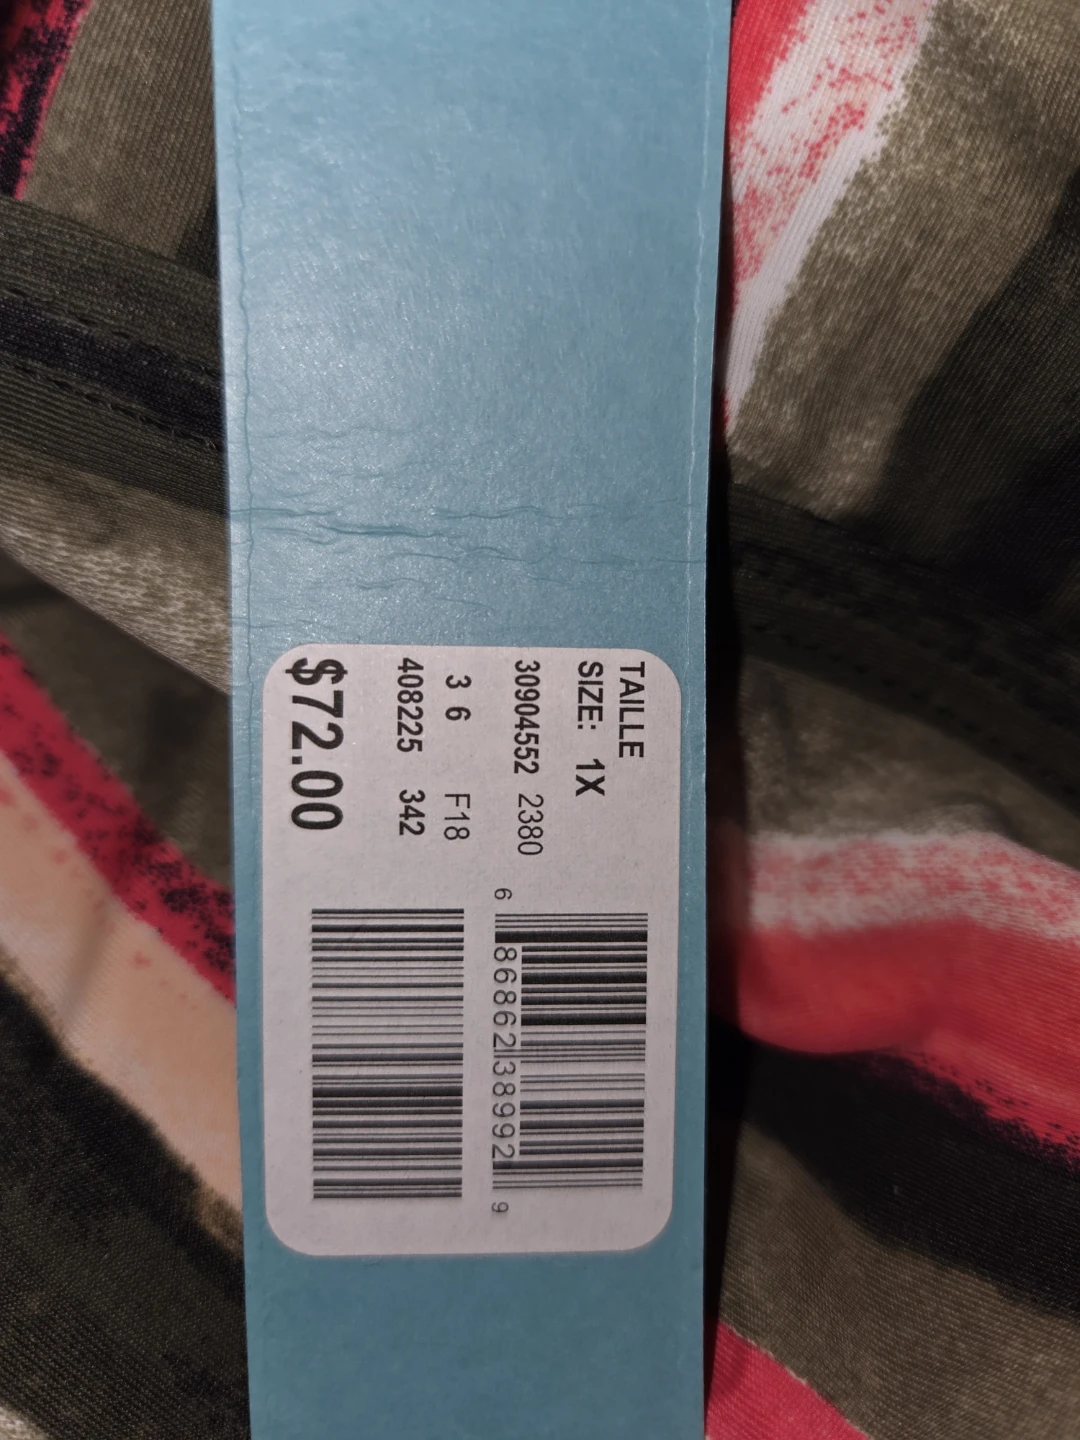 TAILLE
SIZE: 1X
30904552 2380
3 6 F18
408225 342
$72.00
6 86862 38992 9